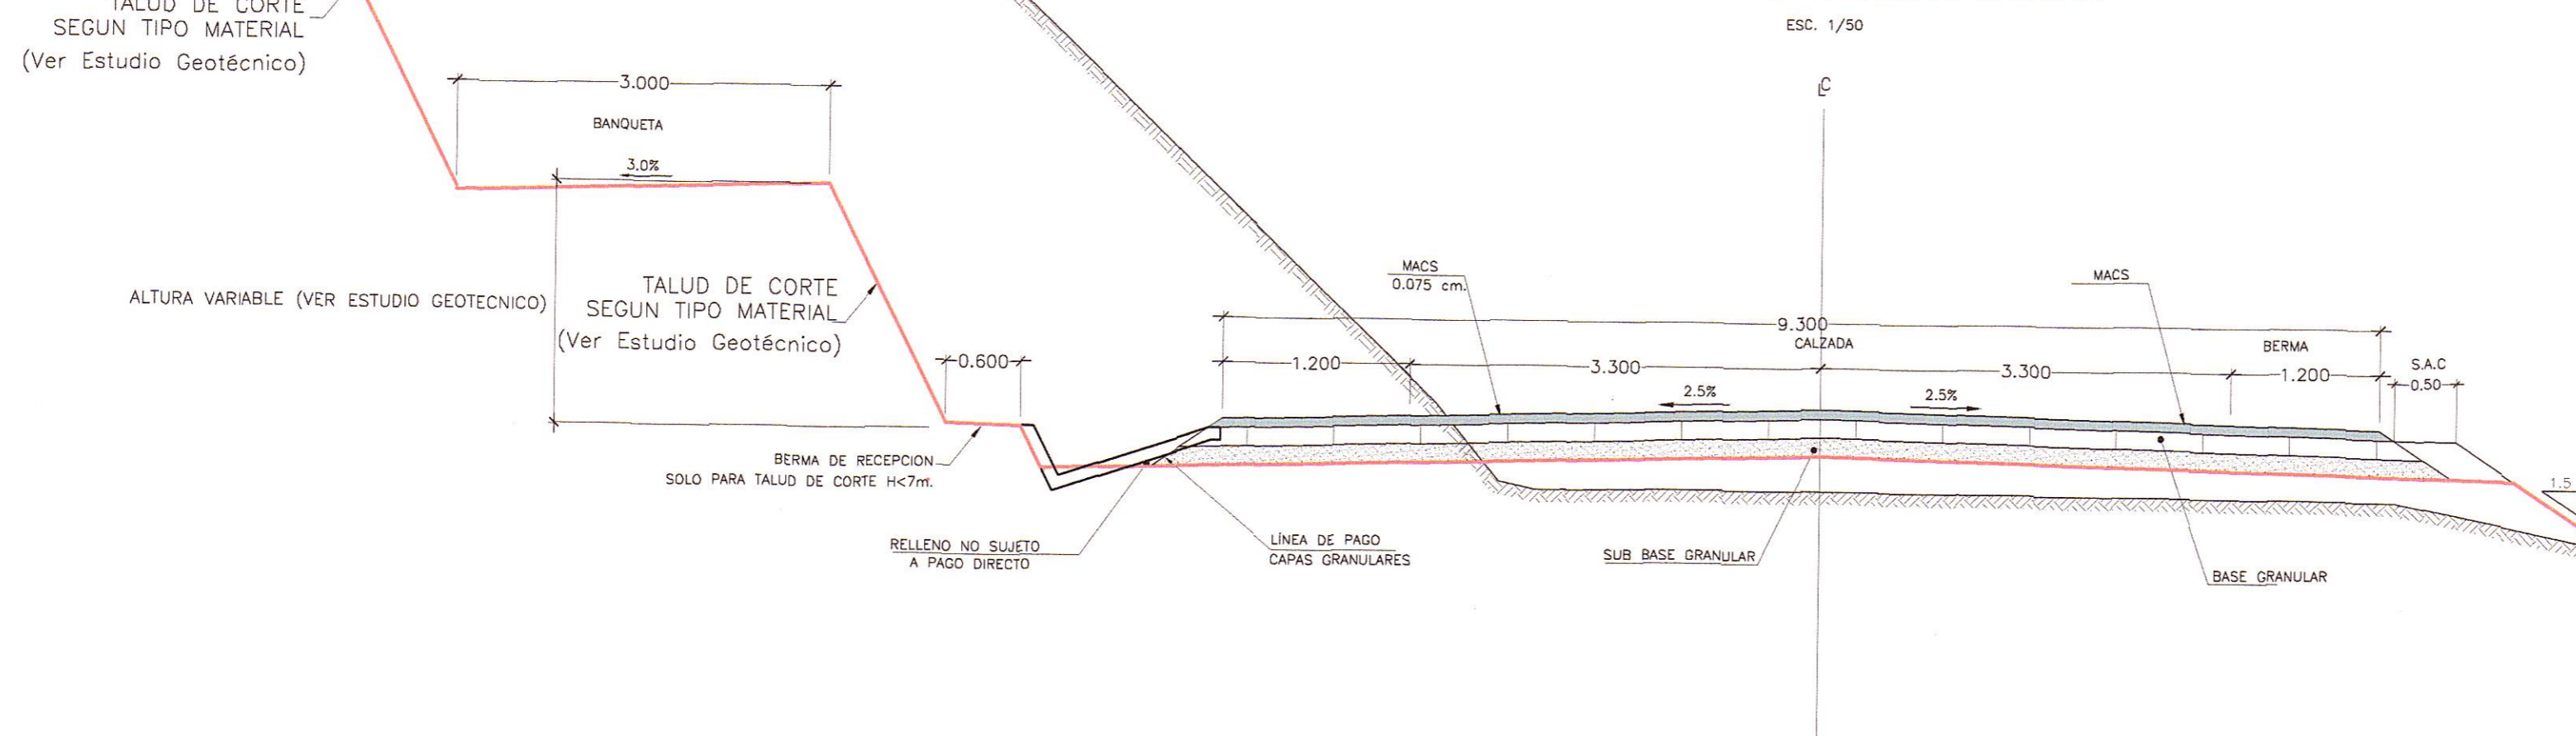 TALUD DE CORTE
SEGUN TIPO MATERIAL
(Ver Estudio Geotécnico)
ESC. 1/50
LC
3.000
BANQUETA
3.0%
ALTURA VARIABLE (VER ESTUDIO GEOTECNICO)
TALUD DE CORTE
SEGUN TIPO MATERIAL
(Ver Estudio Geotécnico)
0.600
BERMA DE RECEPCION
SOLO PARA TALUD DE CORTE H<7m.
RELLENO NO SUJETO
A PAGO DIRECTO
LÍNEA DE PAGO
CAPAS GRANULARES
MACS
0.075 cm.
MACS
9.300
CALZADA
BERMA
1.200
3.300
3.300
1.200
S.A.C
0.50
2.5%
2.5%
1.5
SUB BASE GRANULAR
BASE GRANULAR